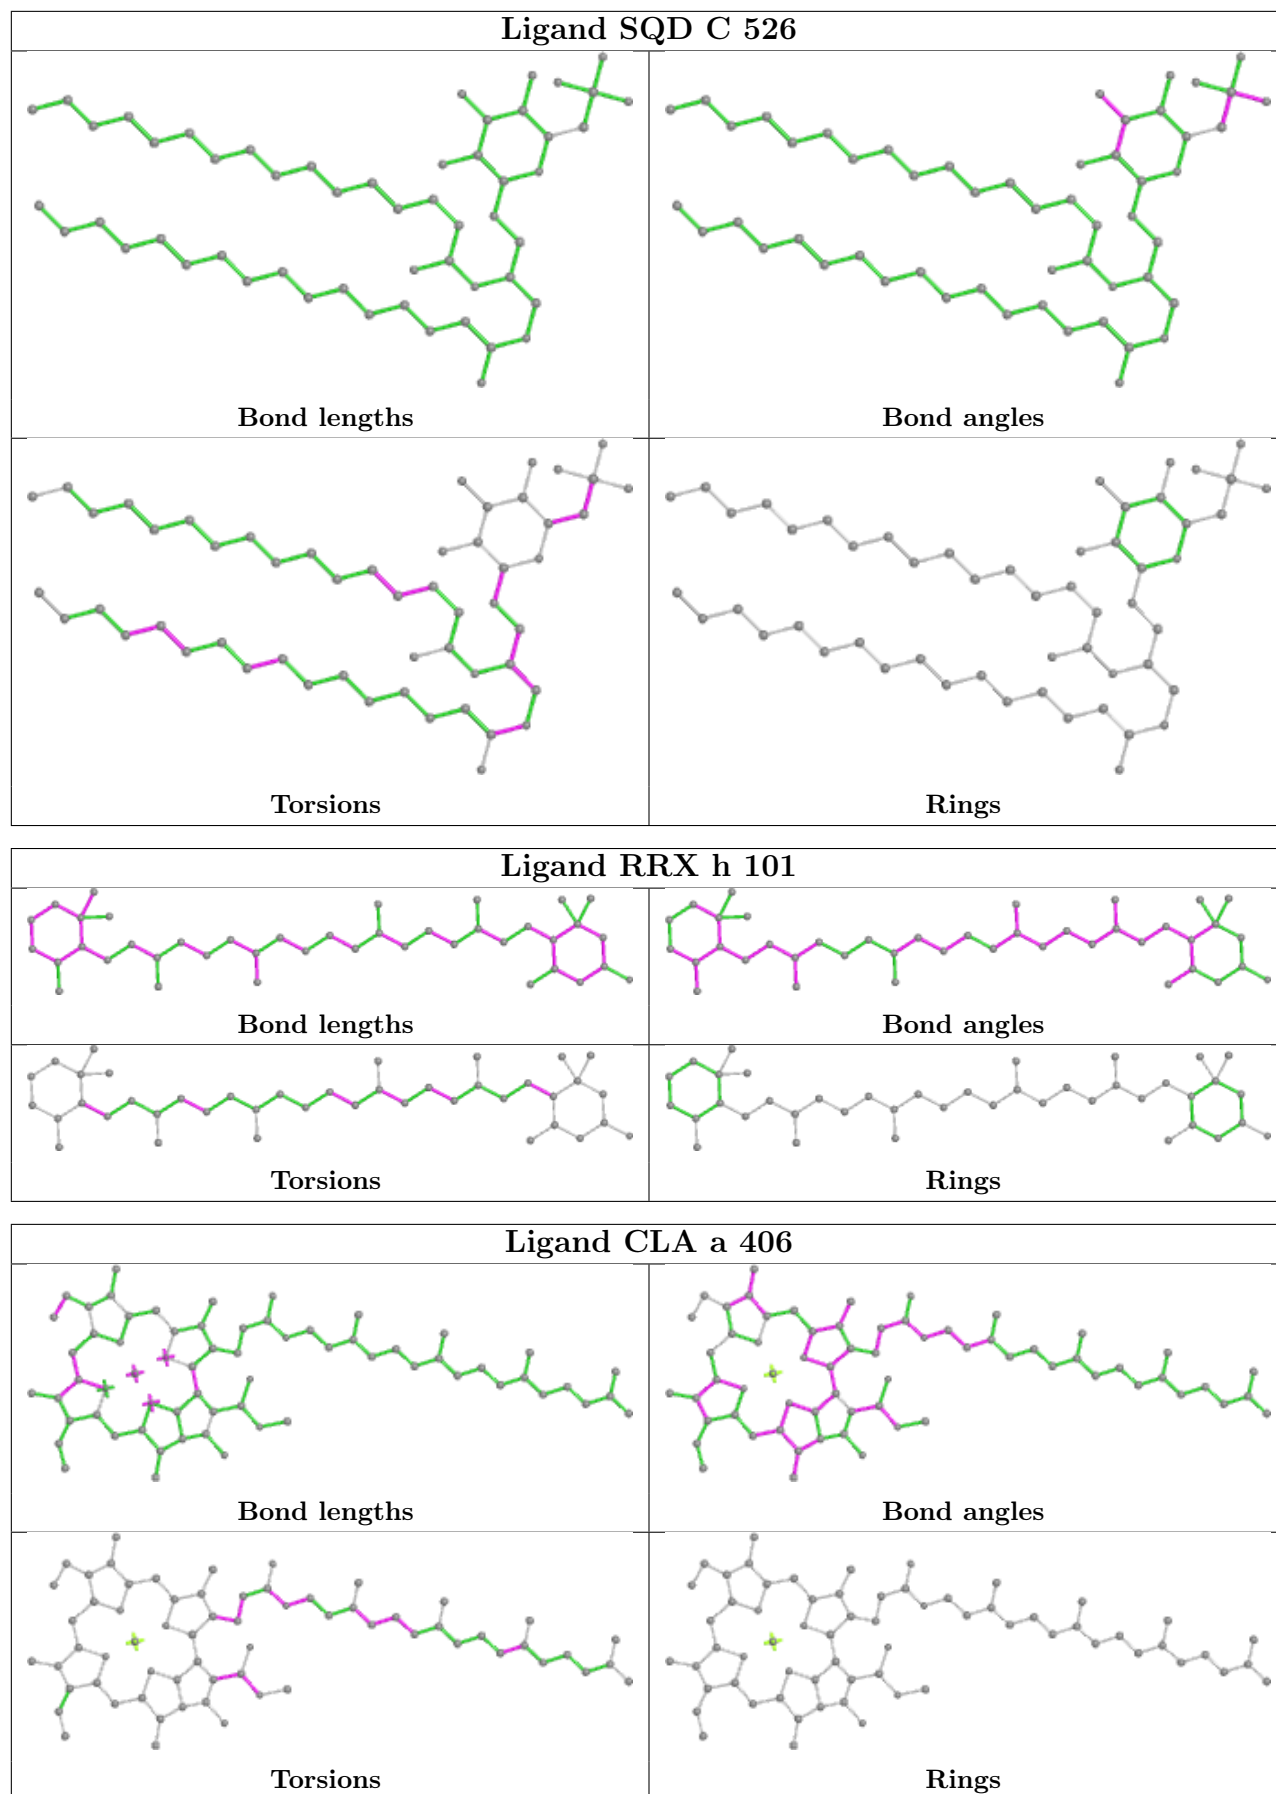 Ligand SQD C 526
Bond lengths
Bond angles
Torsions
Rings
Ligand RRX h 101
Bond lengths
Bond angles
Torsions
Rings
Ligand CLA a 406
Bond lengths
Bond angles
Torsions
Rings